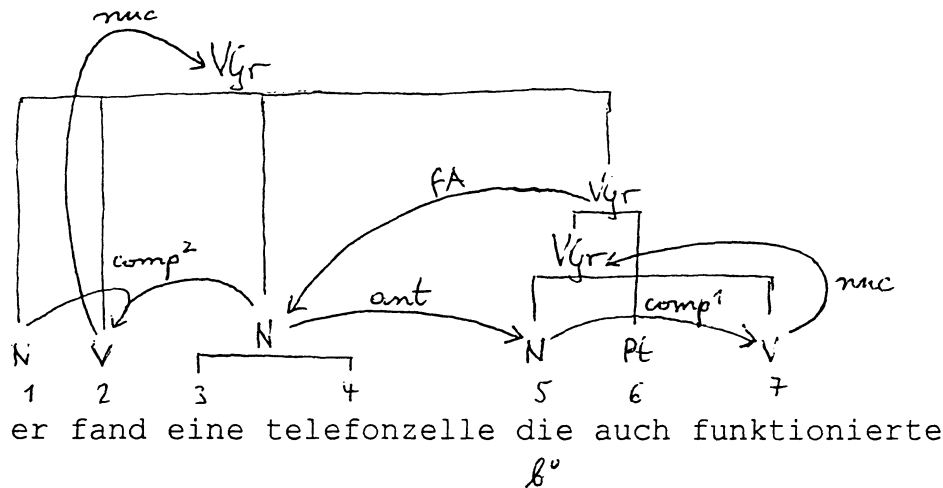 nuc
VGr
fA VGr
VGr
comp² ant comp¹ nuc
N V N N Pt V
1 2 3 4 5 6 7
er fand eine telefonzelle die auch funktionierte